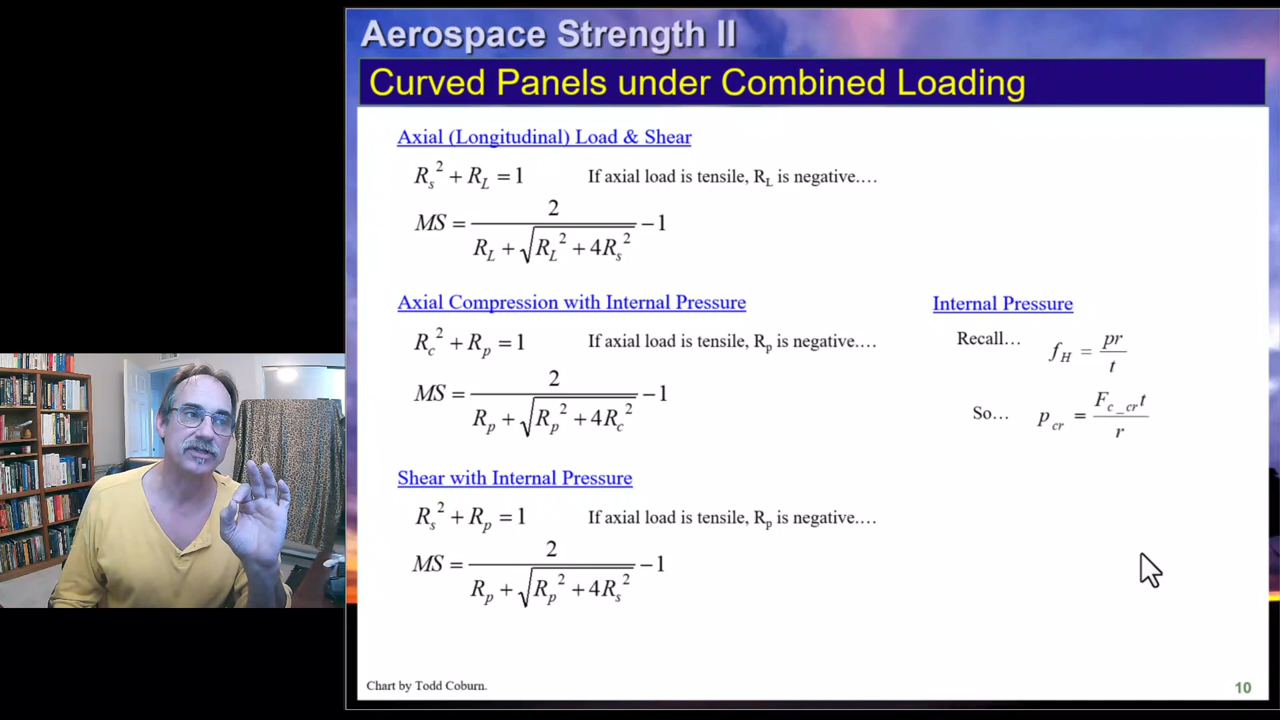 Aerospace Strength II
Curved Panels under Combined Loading
Axial (Longitudinal) Load & Shear
R_s^2 + R_L = 1 If axial load is tensile, R_L is negative.…
MS = 2 / (R_L + √(R_L^2 + 4R_s^2)) − 1
Axial Compression with Internal Pressure
R_c^2 + R_p = 1 If axial load is tensile, R_p is negative.…
MS = 2 / (R_p + √(R_p^2 + 4R_c^2)) − 1
Internal Pressure
Recall… f_H = pr / t
So… p_cr = F_c_cr t / r
Shear with Internal Pressure
R_s^2 + R_p = 1 If axial load is tensile, R_p is negative.…
MS = 2 / (R_p + √(R_p^2 + 4R_s^2)) − 1
Chart by Todd Coburn.
10